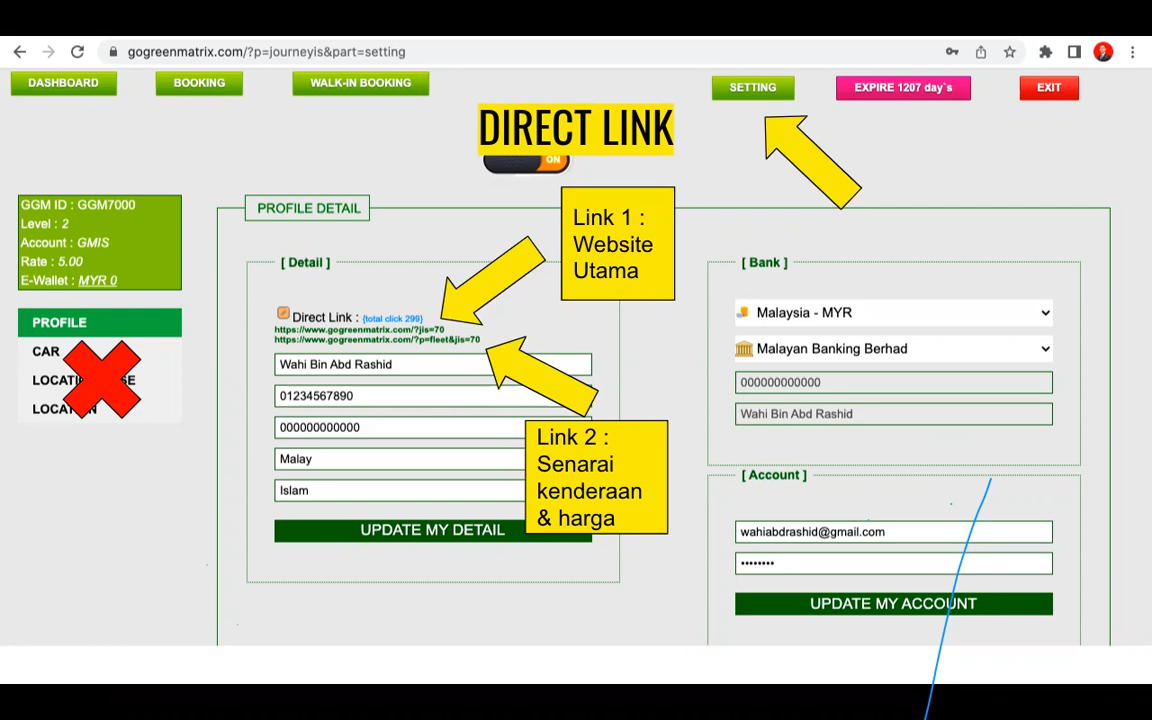 gogreenmatrix.com/?p=journeyis&part=setting
DASHBOARD
BOOKING
WALK-IN BOOKING
SETTING
EXPIRE 1207 day`s
EXIT
DIRECT LINK
ON
GGM ID : GGM7000
Level : 2
Account : GMIS
Rate : 5.00
E-Wallet : MYR 0
PROFILE
CAR
PROFILE DETAIL
[ Detail ]
Link 1 :
Website
Utama
Direct Link : {total click 299}
https://www.gogreenmatrix.com/?jis=70
https://www.gogreenmatrix.com/?p=fleet&jis=70
Wahi Bin Abd Rashid
01234567890
000000000000
Malay
Islam
UPDATE MY DETAIL
Link 2 :
Senarai
kenderaan
& harga
[ Bank ]
Malaysia - MYR
Malayan Banking Berhad
000000000000
Wahi Bin Abd Rashid
[ Account ]
wahiabdrashid@gmail.com
••••••••
UPDATE MY ACCOUNT